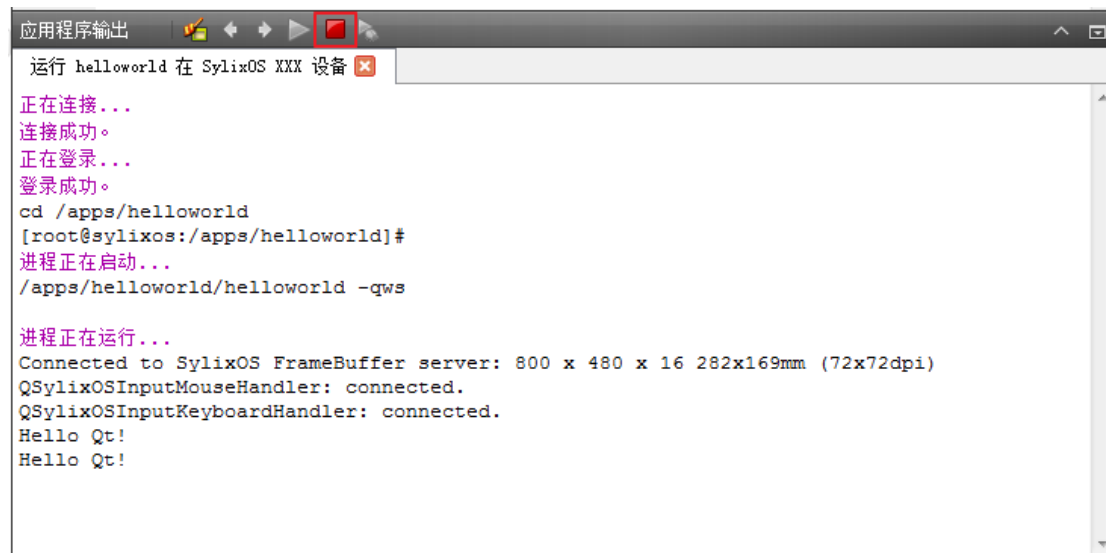 应用程序输出
运行 helloworld 在 SylixOS XXX 设备
正在连接...
连接成功。
正在登录...
登录成功。
cd /apps/helloworld
[root@sylixos:/apps/helloworld]#
进程正在启动...
/apps/helloworld/helloworld -qws
进程正在运行...
Connected to SylixOS FrameBuffer server: 800 x 480 x 16 282x169mm (72x72dpi)
QSylixOSInputMouseHandler: connected.
QSylixOSInputKeyboardHandler: connected.
Hello Qt!
Hello Qt!